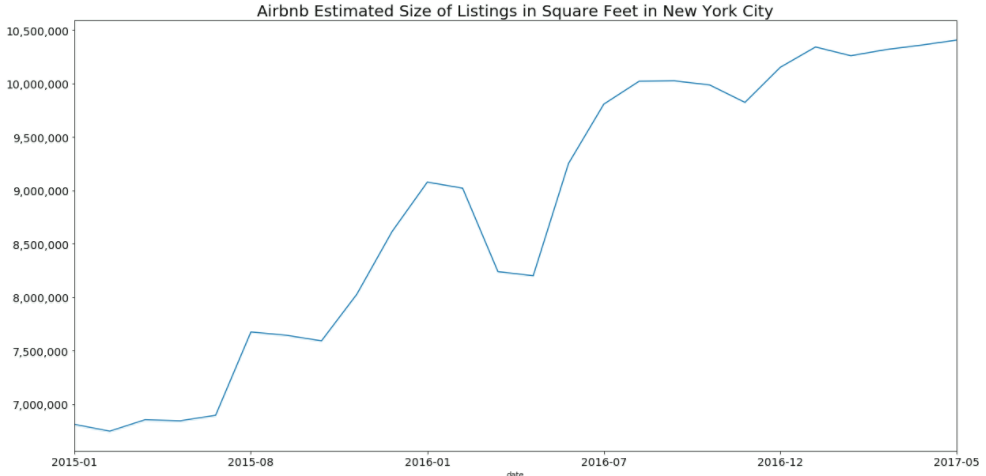 Airbnb Estimated Size of Listings in Square Feet in New York City
10,500,000
10,000,000
9,500,000
9,000,000
8,500,000
8,000,000
7,500,000
7,000,000
2015-01 2015-08 2016-01 2016-07 2016-12 2017-05
date